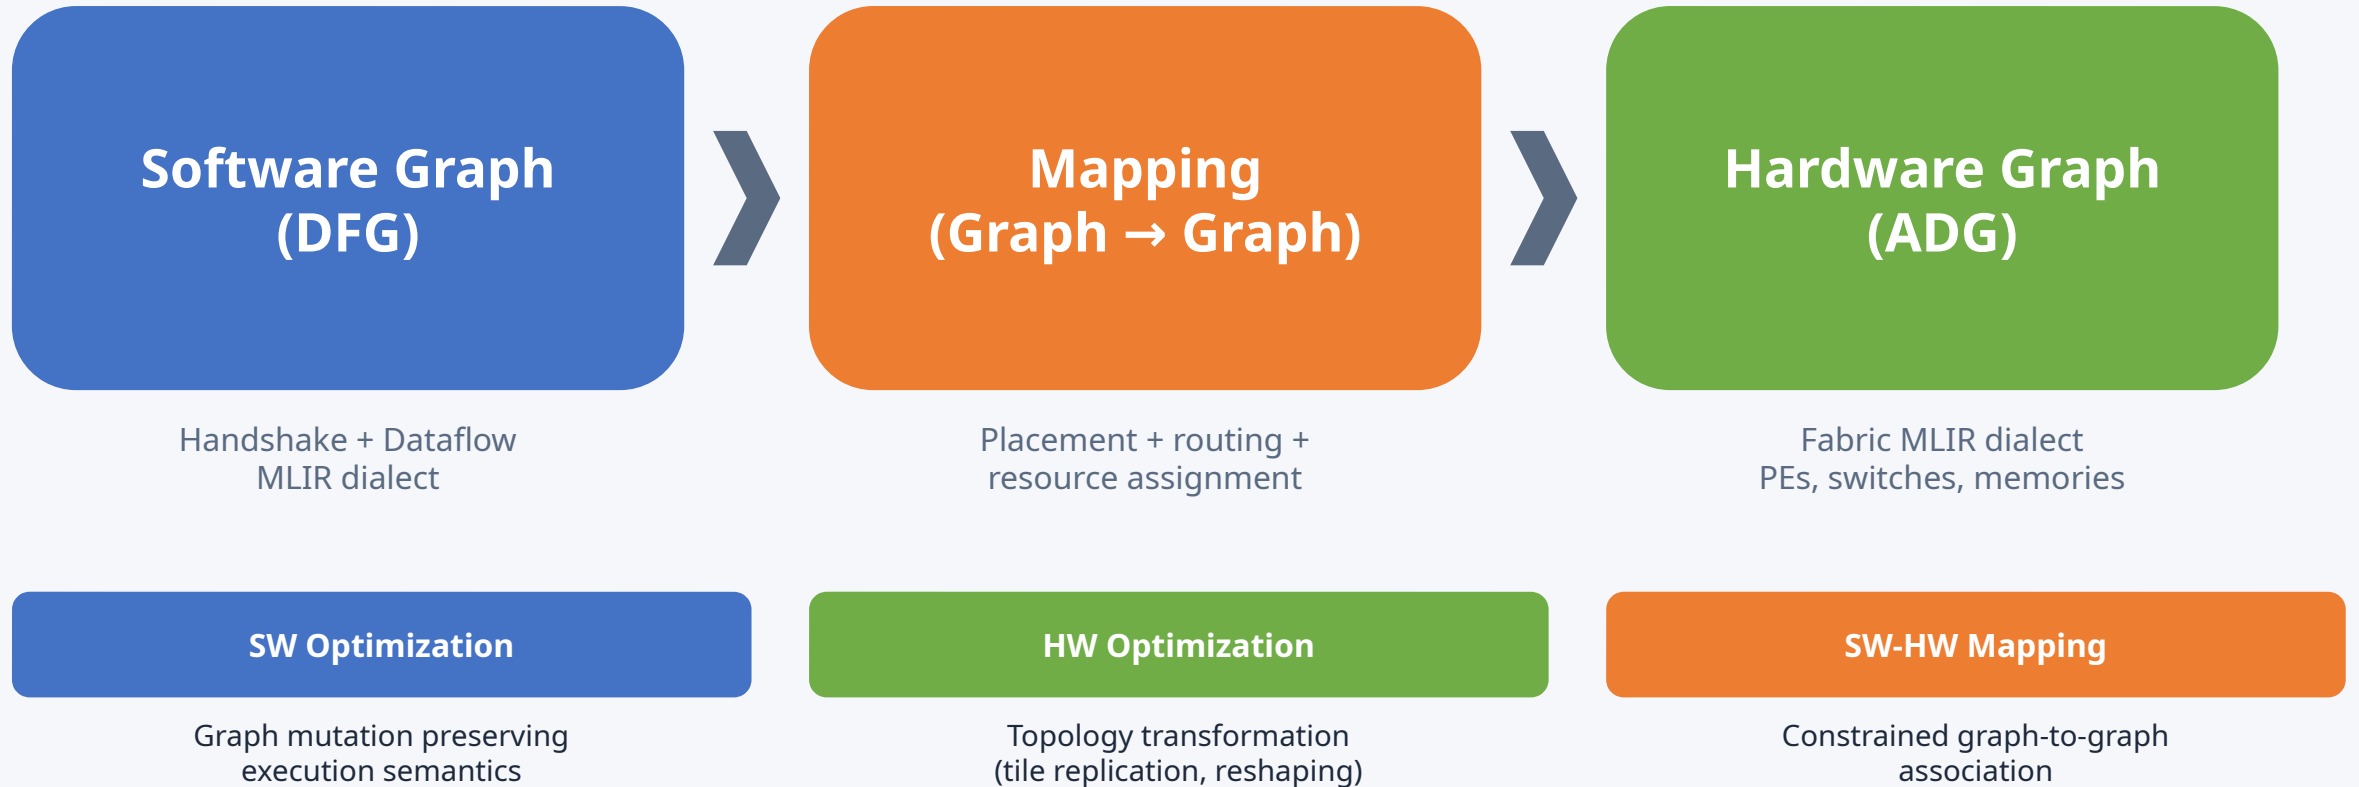 Software Graph
(DFG)
Mapping
(Graph → Graph)
Hardware Graph
(ADG)
Handshake + Dataflow
MLIR dialect
Placement + routing +
resource assignment
Fabric MLIR dialect
PEs, switches, memories
SW Optimization
HW Optimization
SW-HW Mapping
Graph mutation preserving
execution semantics
Topology transformation
(tile replication, reshaping)
Constrained graph-to-graph
association